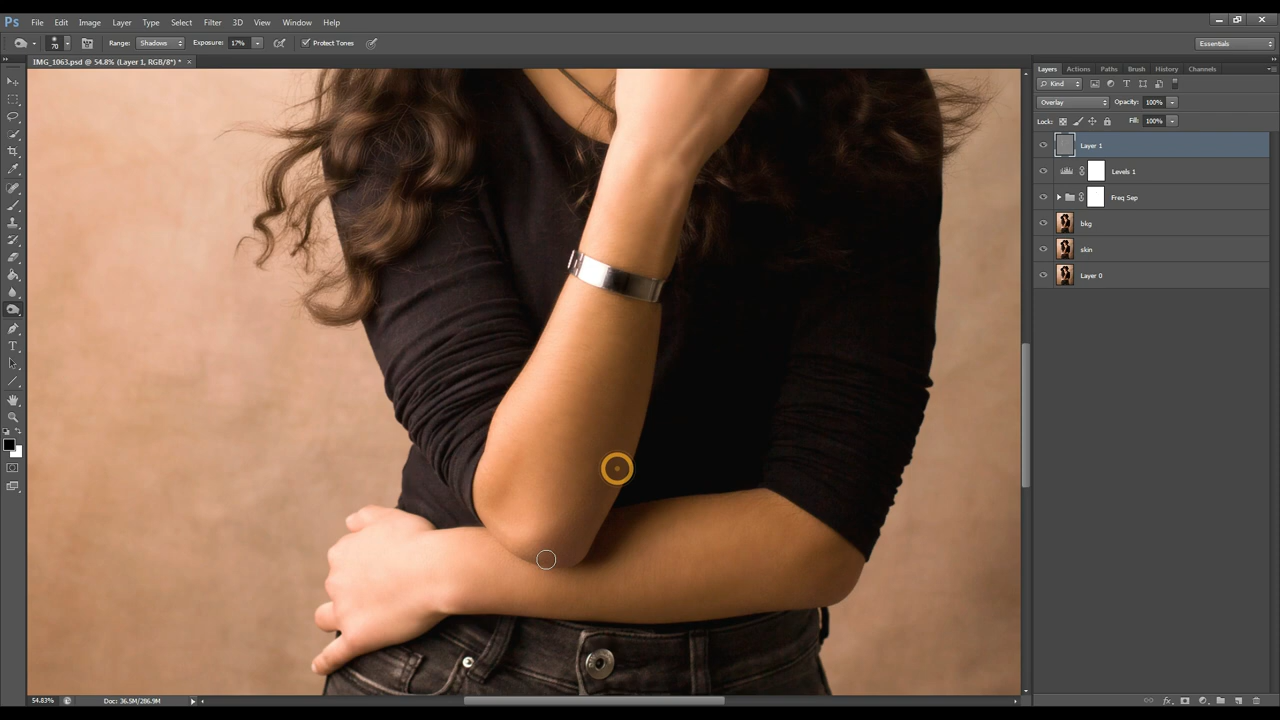 Ps File Edit Image Layer Type Select Filter 3D View Window Help
70 Range: Shadows Exposure: 17% Protect Tones Essentials
IMG_1063.psd @ 54.8% (Layer 1, RGB/8*) * ×
Layers Actions Paths Brush History Channels
Kind
Overlay Opacity: 100%
Lock: Fill: 100%
Layer 1
Levels 1
Freq Sep
bkg
skin
Layer 0
54.83% Doc: 36.5M/286.9M